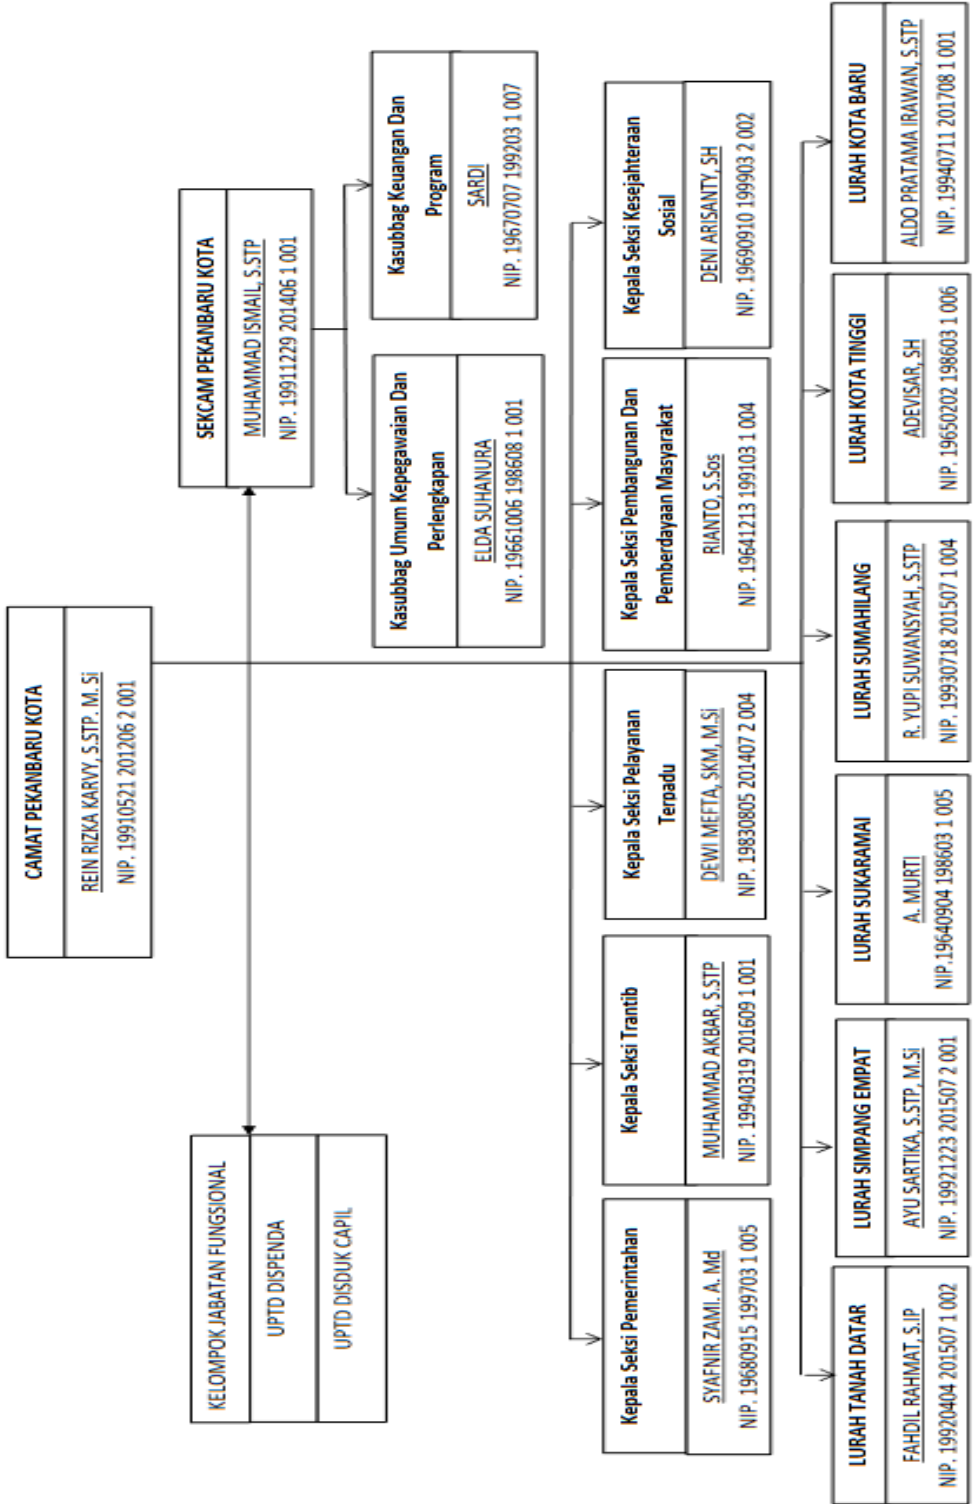 CAMAT PEKANBARU KOTA
REIN RIZKA KARVY, S.STP. M. Si
NIP. 19910521 201206 2 001
KELOMPOK JABATAN FUNGSIONAL
UPTD DISPENDA
UPTD DISDUK CAPIL
SEKCAM PEKANBARU KOTA
MUHAMMAD ISMAIL, S.STP
NIP. 19911229 201406 1 001
Kasubbag Umum Kepegawaian Dan
Perlengkapan
ELDA SUHANURA
NIP. 19661006 198608 1 001
Kasubbag Keuangan Dan
Program
SARDI
NIP. 19670707 199203 1 007
Kepala Seksi Pemerintahan
SYAFNIR ZAMI. A. Md
NIP. 19680915 199703 1 005
Kepala Seksi Trantib
MUHAMMAD AKBAR, S.STP
NIP. 19940319 201609 1 001
Kepala Seksi Pelayanan
Terpadu
DEWI MEFTA, SKM, M.Si
NIP. 19830805 201407 2 004
Kepala Seksi Pembangunan Dan
Pemberdayaan Masyarakat
RIANTO, S.Sos
NIP. 19641213 199103 1 004
Kepala Seksi Kesejahteraan
Sosial
DENI ARISANTY, SH
NIP. 19690910 199903 2 002
LURAH TANAH DATAR
FAHDIL RAHMAT, S.IP
NIP. 19920404 201507 1 002
LURAH SIMPANG EMPAT
AYU SARTIKA, S.STP, M.Si
NIP. 19921223 201507 2 001
LURAH SUKARAMAI
A. MURTI
NIP.19640904 198603 1 005
LURAH SUMAHILANG
R. YUPI SUWANSYAH, S.STP
NIP. 19930718 201507 1 004
LURAH KOTA TINGGI
ADEVISAR, SH
NIP. 19650202 198603 1 006
LURAH KOTA BARU
ALDO PRATAMA IRAWAN, S.STP
NIP. 19940711 201708 1 001